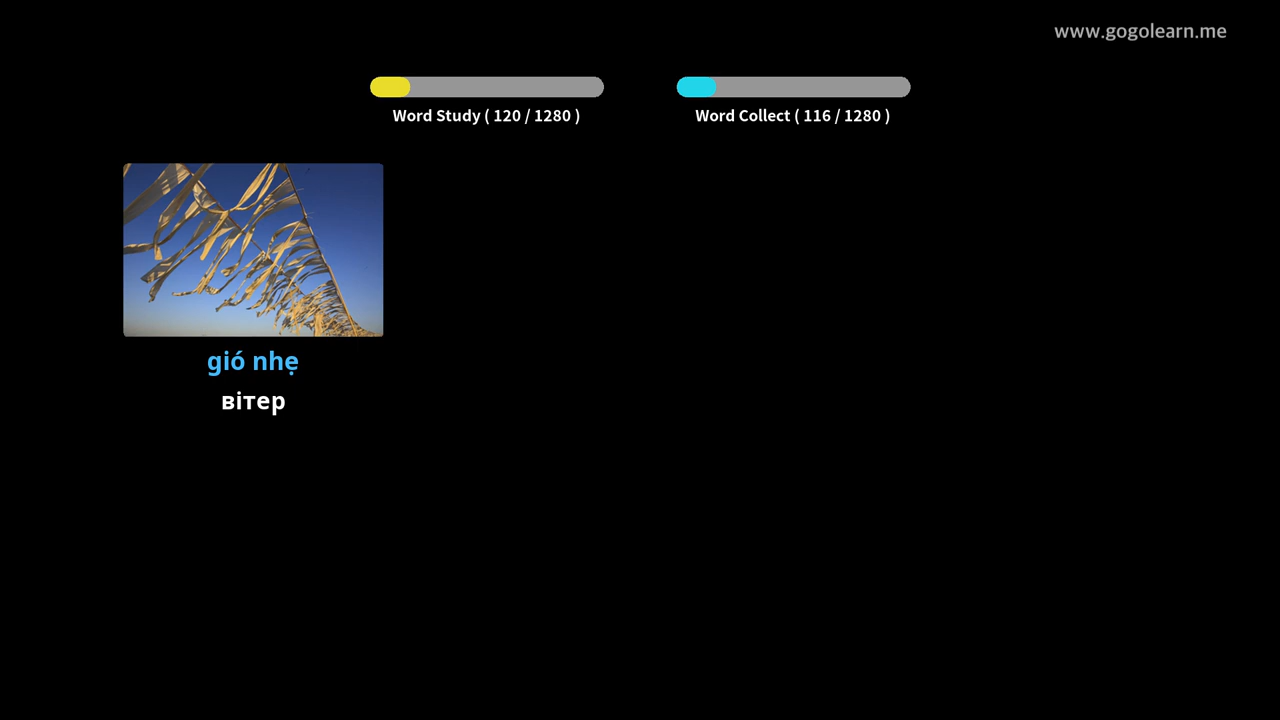 www.gogolearn.me
Word Study ( 120 / 1280 )
Word Collect ( 116 / 1280 )
gió nhẹ
вітер